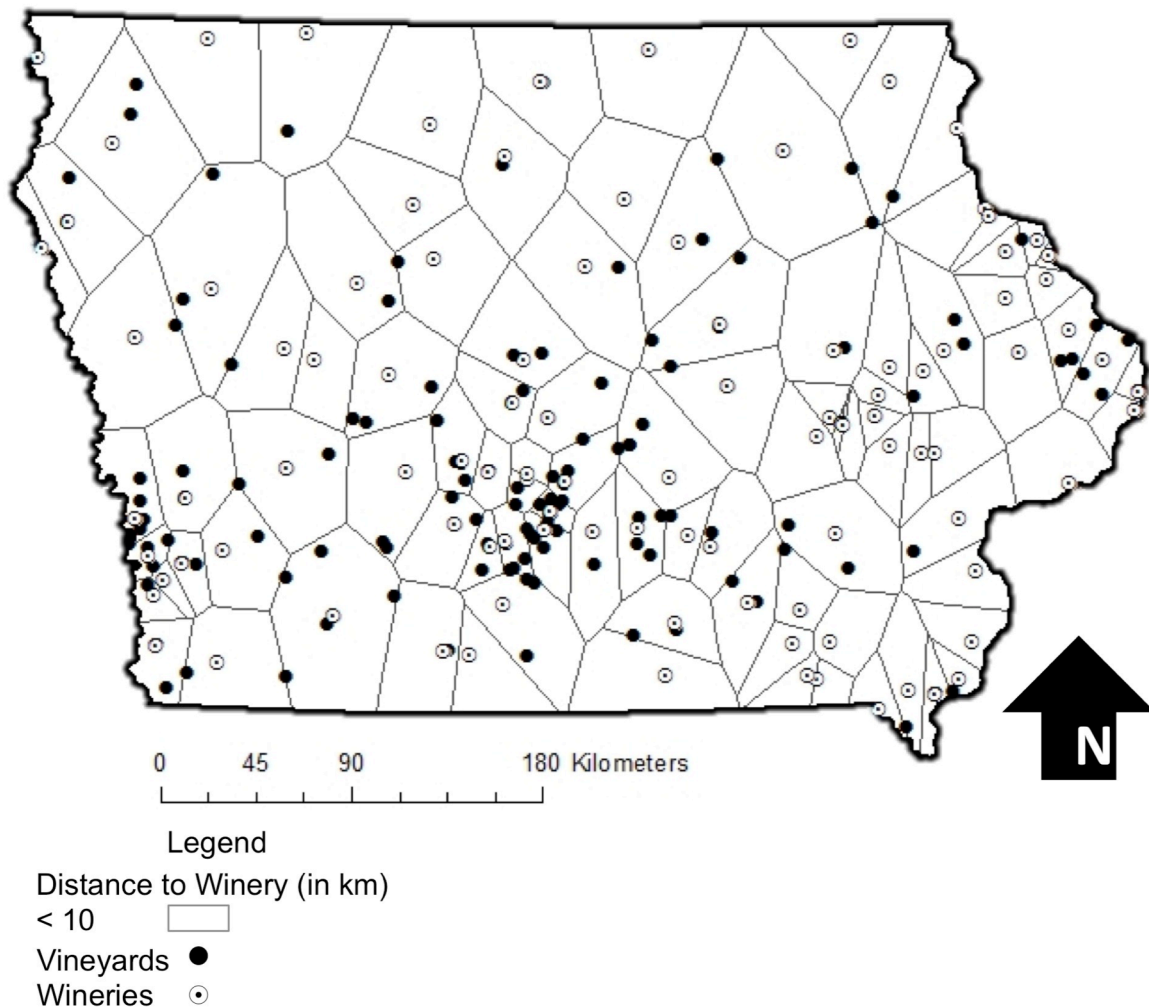 N
0 45 90 180 Kilometers
Legend
Distance to Winery (in km)
< 10
Vineyards
Wineries